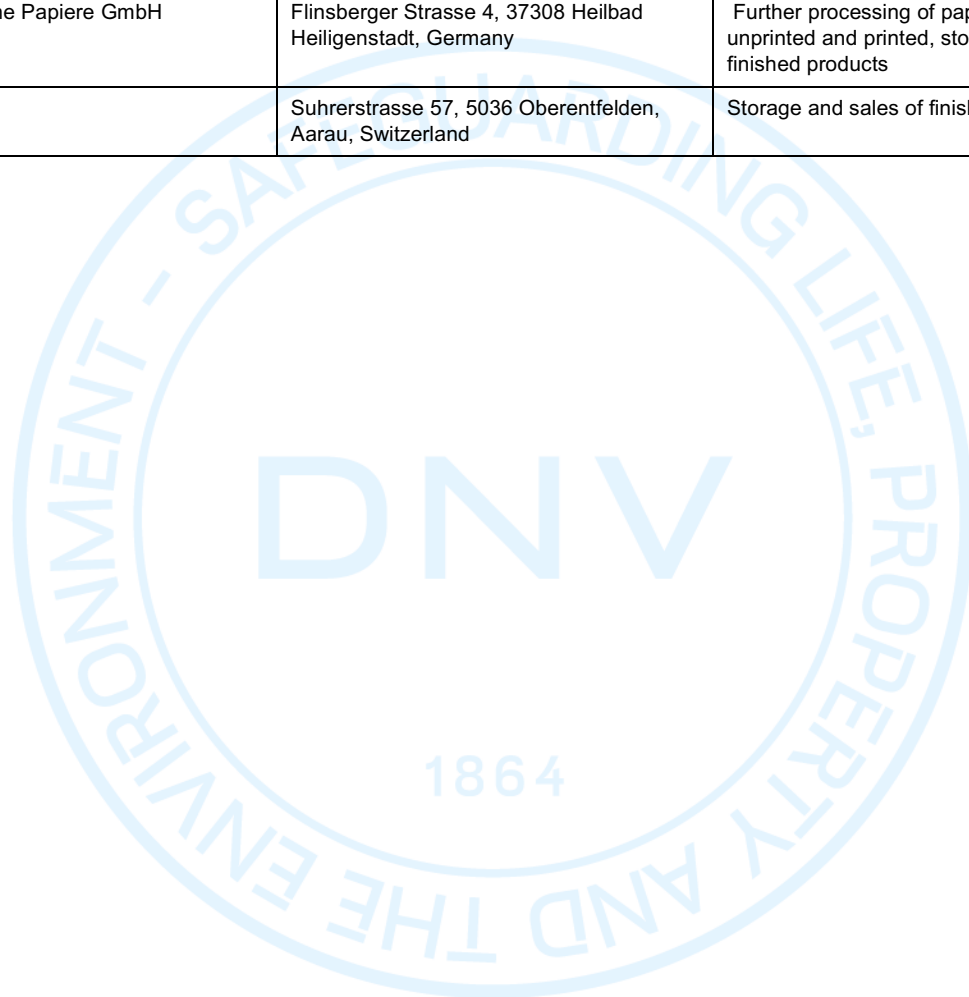 Papiere GmbH
Flinsberger Strasse 4, 37308 Heilbad
Heiligenstadt, Germany
Further processing of
unprinted and printed,
finished products
Suhrerstrasse 57, 5036 Oberentfelden,
Aarau, Switzerland
Storage and sales of
SAFEGUARDING LIFE, PROPERTY AND THE ENVIRONMENT –
DNV
1864